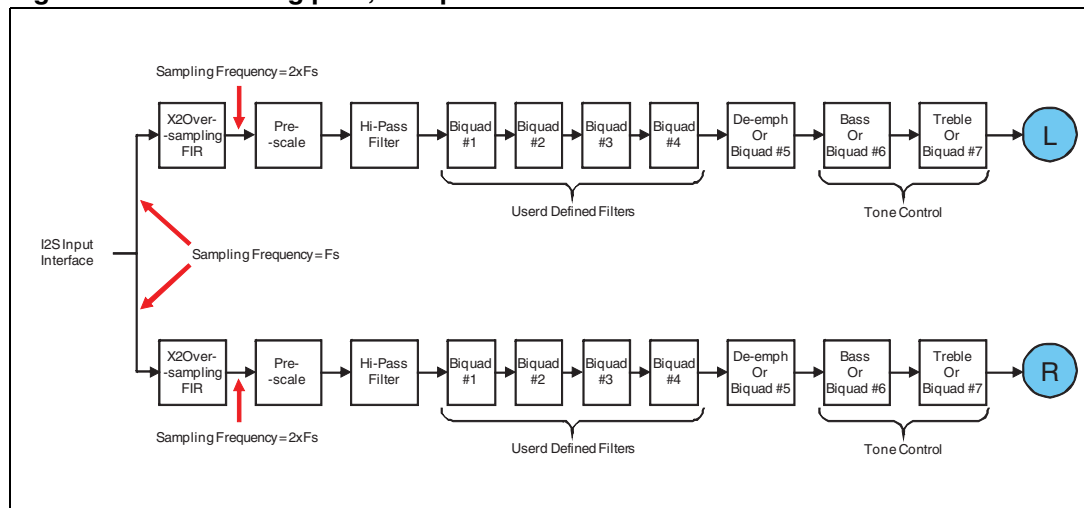 Sampling Frequency = 2xFs
X2Over-
-sampling
FIR
Pre-
-scale
Hi-Pass
Filter
Biquad
#1
Biquad
#2
Biquad
#3
Biquad
#4
De-emph
Or
Biquad #5
Bass
Or
Biquad #6
Treble
Or
Biquad #7
L
Userd Defined Filters
Tone Control
I2S Input
Interface
Sampling Frequency = Fs
X2Over-
-sampling
FIR
Pre-
-scale
Hi-Pass
Filter
Biquad
#1
Biquad
#2
Biquad
#3
Biquad
#4
De-emph
Or
Biquad #5
Bass
Or
Biquad #6
Treble
Or
Biquad #7
R
Sampling Frequency = 2xFs
Userd Defined Filters
Tone Control